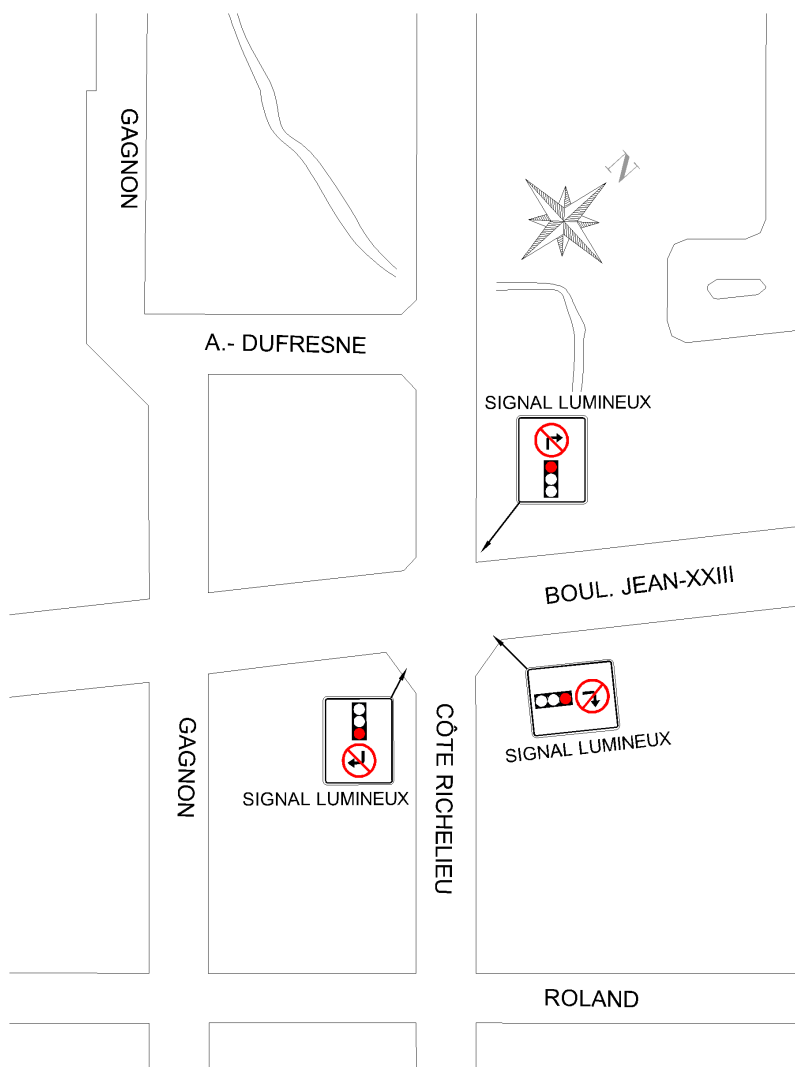 GAGNON
N
A.- DUFRESNE
SIGNAL LUMINEUX
BOUL. JEAN-XXIII
GAGNON
CÔTE RICHELIEU
SIGNAL LUMINEUX
SIGNAL LUMINEUX
ROLAND